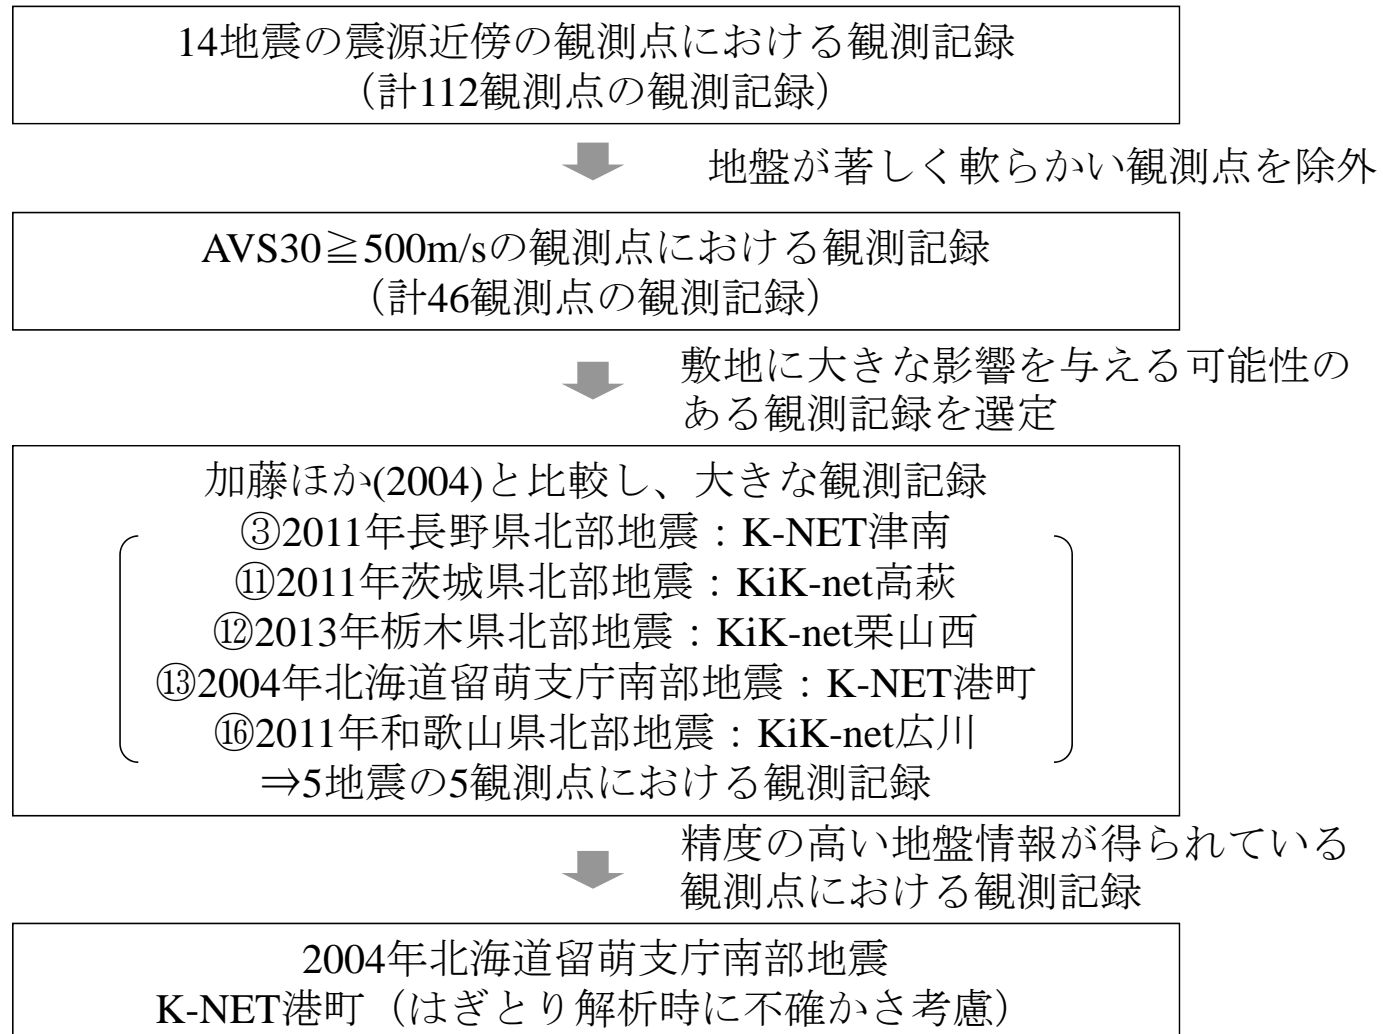 14地震の震源近傍の観測点における観測記録
（計112観測点の観測記録）
地盤が著しく軟らかい観測点を除外
AVS30≧500m/sの観測点における観測記録
（計46観測点の観測記録）
敷地に大きな影響を与える可能性の
ある観測記録を選定
加藤ほか(2004)と比較し、大きな観測記録
③2011年長野県北部地震：K-NET津南
⑪2011年茨城県北部地震：KiK-net高萩
⑫2013年栃木県北部地震：KiK-net栗山西
⑬2004年北海道留萌支庁南部地震：K-NET港町
⑯2011年和歌山県北部地震：KiK-net広川
⇒5地震の5観測点における観測記録
精度の高い地盤情報が得られている
観測点における観測記録
2004年北海道留萌支庁南部地震
K-NET港町（はぎとり解析時に不確かさ考慮）